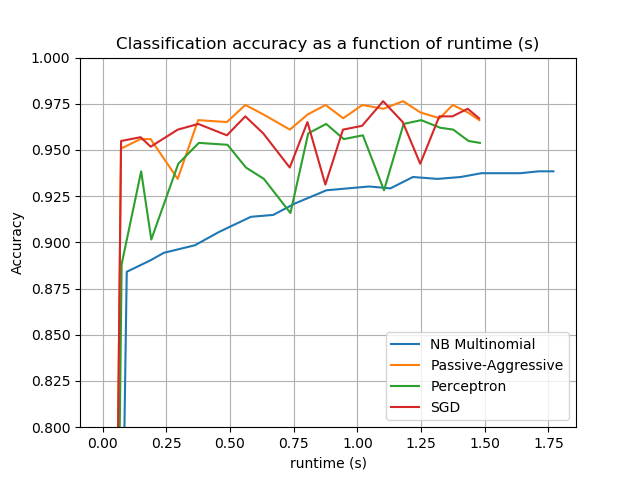 Classification accuracy as a function of runtime (s)
1.000
0.975
0.950
0.925
0.900
0.875
0.850
0.825
0.800
Accuracy
NB Multinomial
Passive-Aggressive
Perceptron
SGD
0.00 0.25 0.50 0.75 1.00 1.25 1.50 1.75
runtime (s)